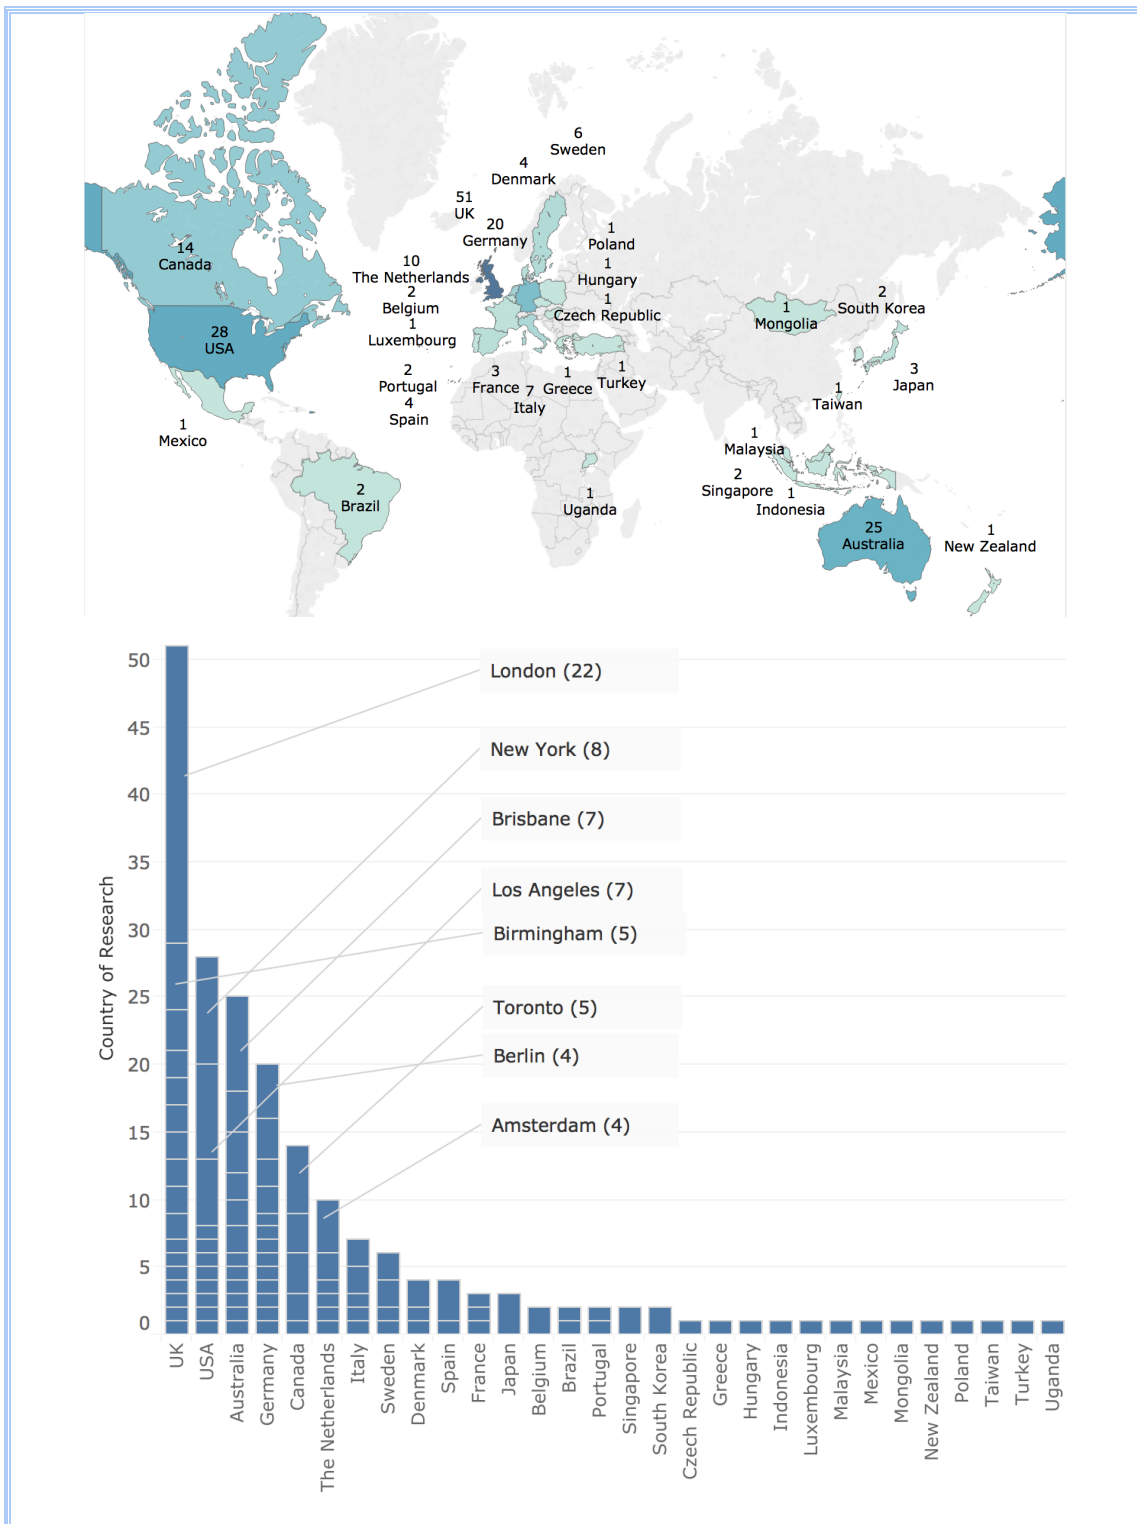 6
Sweden
4
Denmark
51
UK
20
Germany
1
Poland
14
Canada
10
The Netherlands
1
Hungary
2
Belgium
1
Czech Republic
1
Mongolia
2
South Korea
28
USA
1
Luxembourg
2
Portugal
3
France
7
Italy
1
Greece
1
Turkey
3
Japan
1
Taiwan
4
Spain
1
Mexico
1
Malaysia
2
Singapore
1
Indonesia
2
Brazil
1
Uganda
25
Australia
1
New Zealand
Country of Research
50
45
40
35
30
25
20
15
10
5
0
London (22)
New York (8)
Brisbane (7)
Los Angeles (7)
Birmingham (5)
Toronto (5)
Berlin (4)
Amsterdam (4)
UK
USA
Australia
Germany
Canada
The Netherlands
Italy
Sweden
Denmark
Spain
France
Japan
Belgium
Brazil
Portugal
Singapore
South Korea
Czech Republic
Greece
Hungary
Indonesia
Luxembourg
Malaysia
Mexico
Mongolia
New Zealand
Poland
Taiwan
Turkey
Uganda